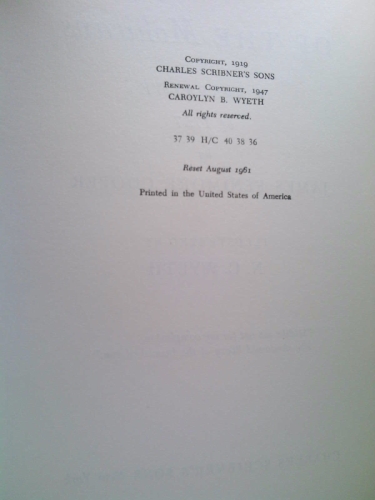 COPYRIGHT, 1919
CHARLES SCRIBNER'S SONS
RENEWAL COPYRIGHT, 1947
CAROYLYN B. WYETH
All rights reserved.
37 39 H/C 40 38 36
Reset August 1961
Printed in the United States of America